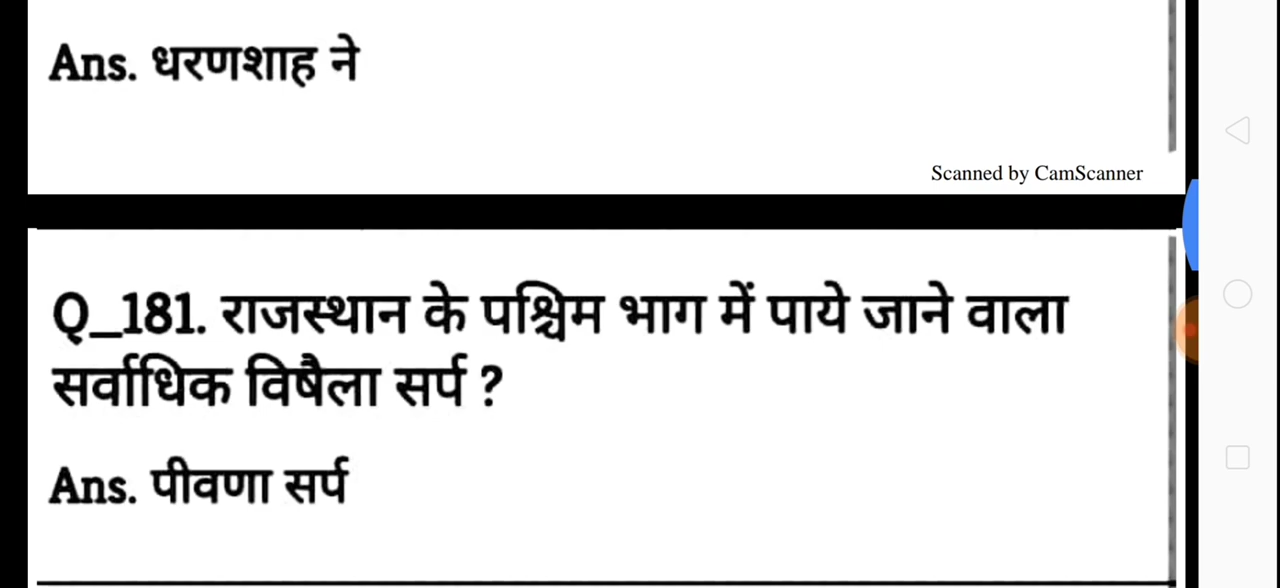 Ans. धरणशाह ने
Scanned by CamScanner
Q_181. राजस्थान के पश्चिम भाग में पाये जाने वाला
सर्वाधिक विषैला सर्प ?
Ans. पीवणा सर्प